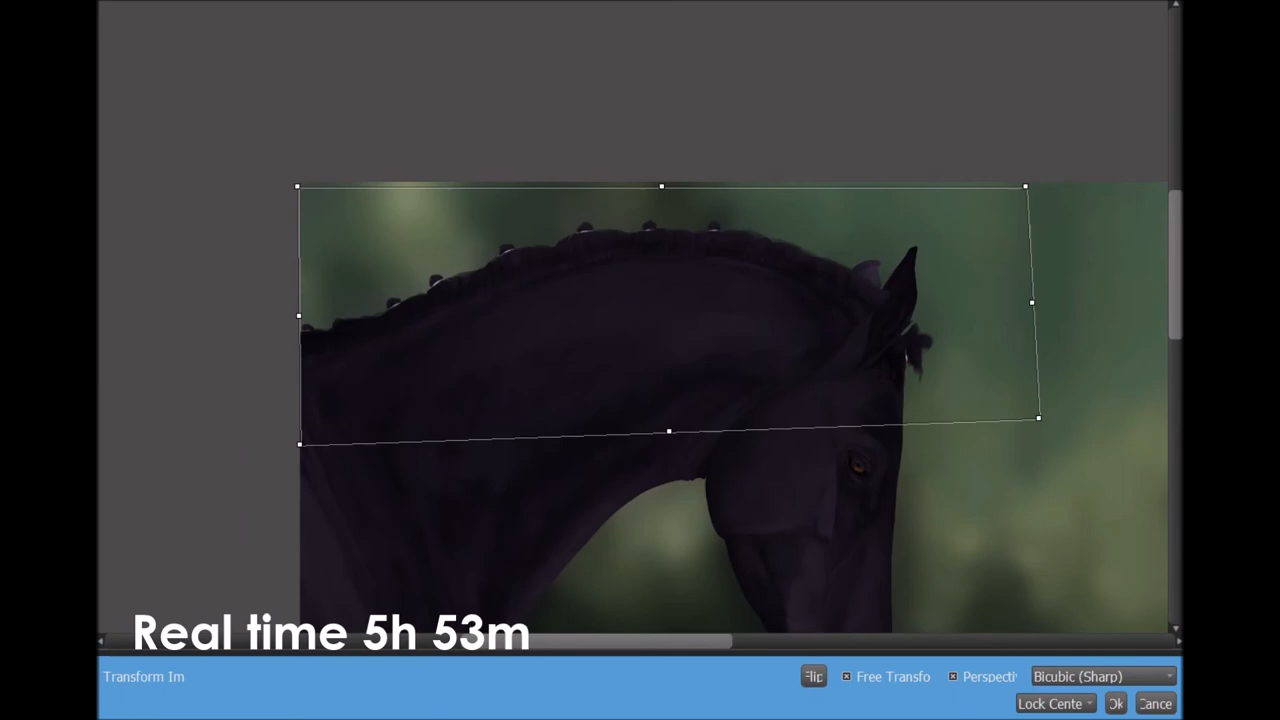 Real time 5h 53m
Transform Im
Flip
Free Transfo
Perspecti
Bicubic (Sharp)
Lock Cente
Ok
Cance